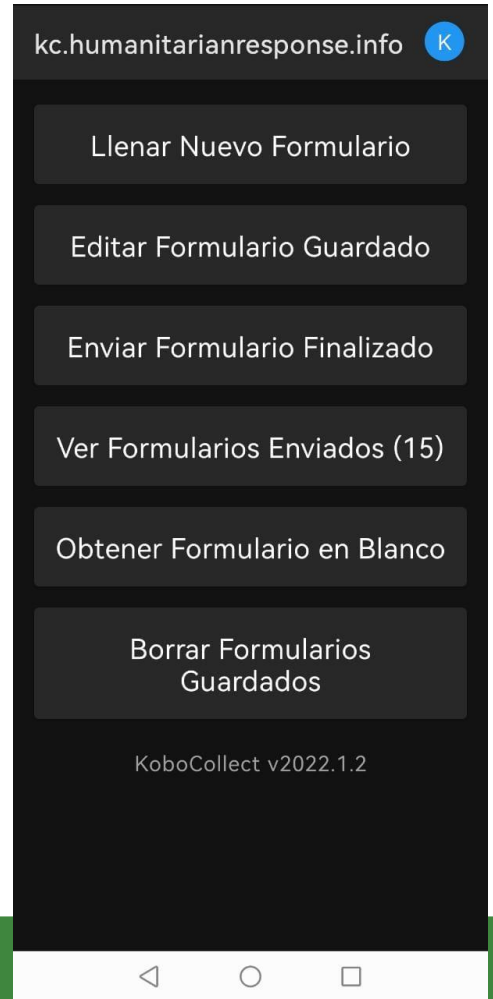 kc.humanitarianresponse.info K
Llenar Nuevo Formulario
Editar Formulario Guardado
Enviar Formulario Finalizado
Ver Formularios Enviados (15)
Obtener Formulario en Blanco
Borrar Formularios
Guardados
KoboCollect v2022.1.2